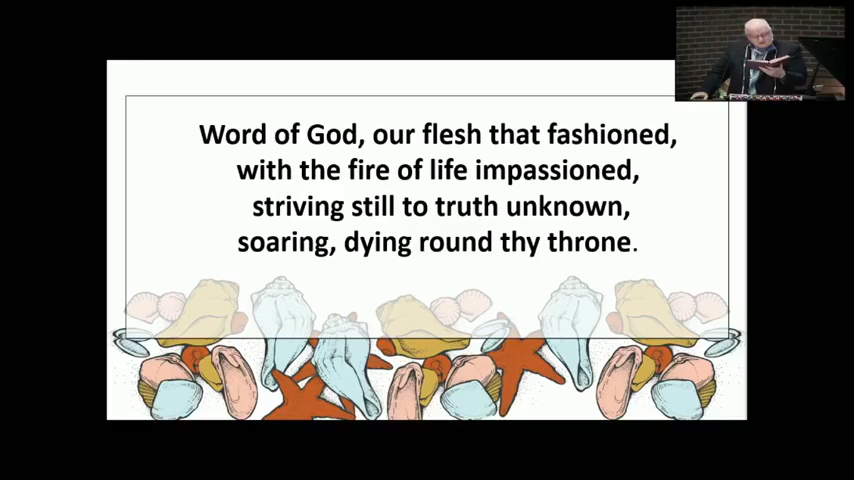 Word of God, our flesh that fashioned,
with the fire of life impassioned,
striving still to truth unknown,
soaring, dying round thy throne.